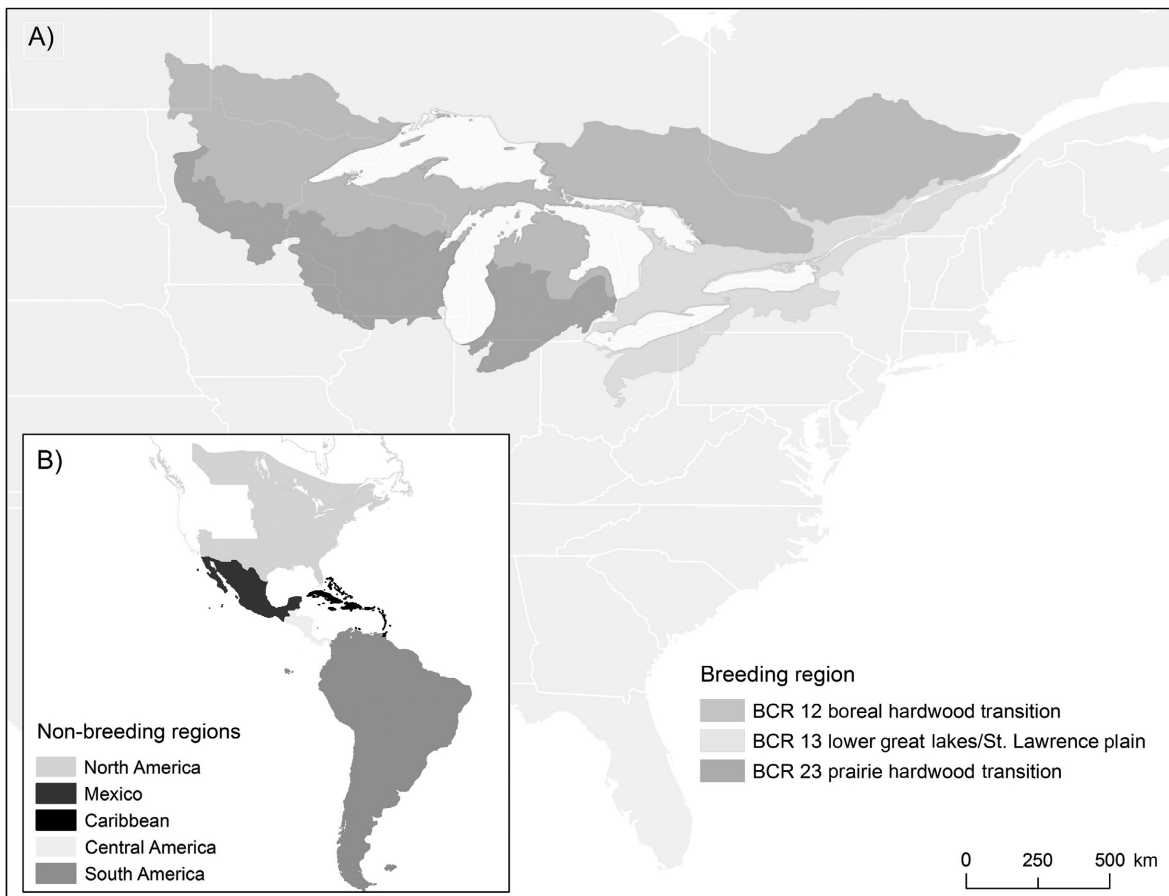 A)
B)
Non-breeding regions
North America
Mexico
Caribbean
Central America
South America
Breeding region
BCR 12 boreal hardwood transition
BCR 13 lower great lakes/St. Lawrence plain
BCR 23 prairie hardwood transition
0 250 500 km